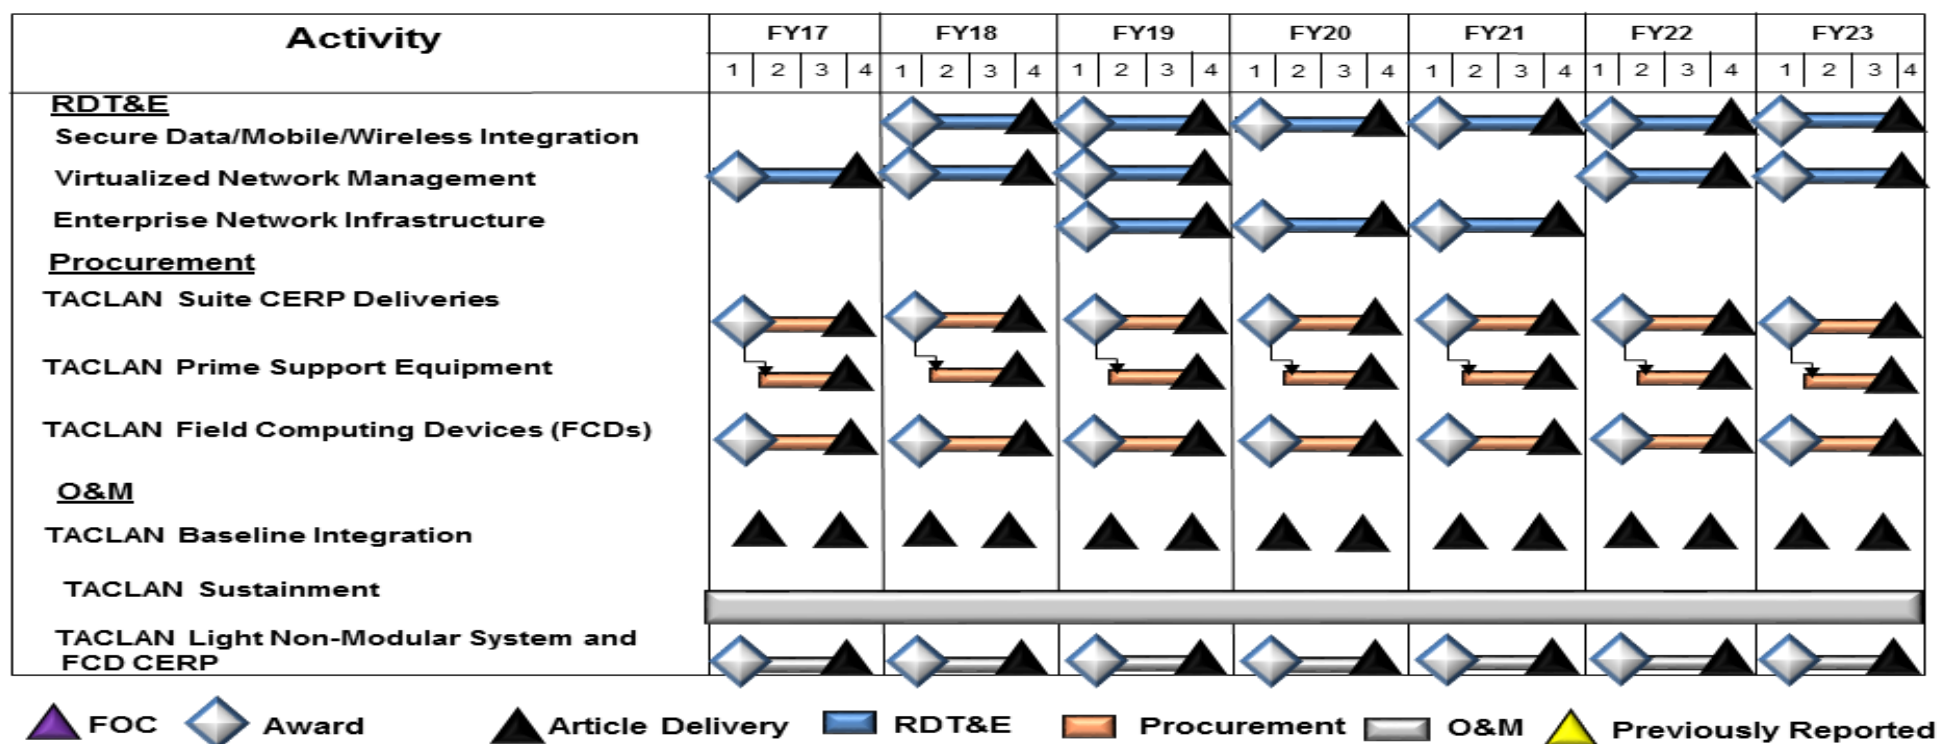 Activity FY17 FY18 FY19 FY20 FY21 FY22 FY23
1 2 3 4 1 2 3 4 1 2 3 4 1 2 3 4 1 2 3 4 1 2 3 4 1 2 3 4
RDT&E
Secure Data/Mobile/Wireless Integration
Virtualized Network Management
Enterprise Network Infrastructure
Procurement
TACLAN Suite CERP Deliveries
TACLAN Prime Support Equipment
TACLAN Field Computing Devices (FCDs)
O&M
TACLAN Baseline Integration
TACLAN Sustainment
TACLAN Light Non-Modular System and
FCD CERP
FOC Award Article Delivery RDT&E Procurement O&M Previously Reported